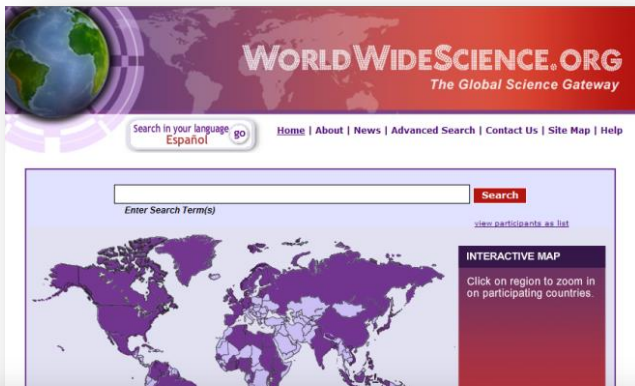 WORLDWIDESCIENCE.ORG
The Global Science Gateway
Search in your language go
Español
Home | About | News | Advanced Search | Contact Us | Site Map | Help
Search
Enter Search Term(s)
view participants as list
INTERACTIVE MAP
Click on region to zoom in
on participating countries.